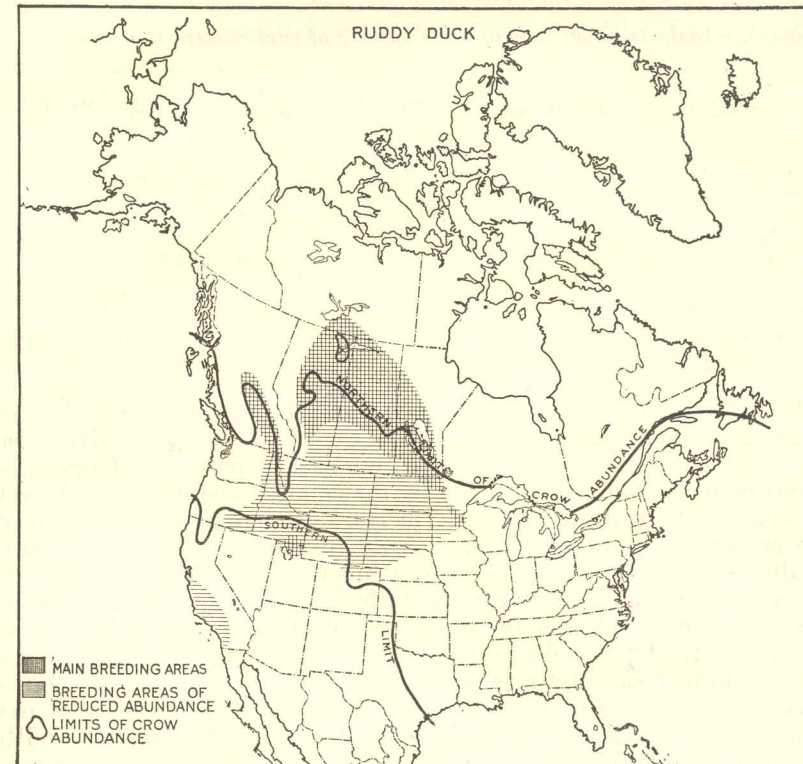 RUDDY DUCK
NORTHERN LIMIT OF CROW ABUNDANCE
SOUTHERN LIMIT
MAIN BREEDING AREAS
BREEDING AREAS OF
REDUCED ABUNDANCE
LIMITS OF CROW
ABUNDANCE